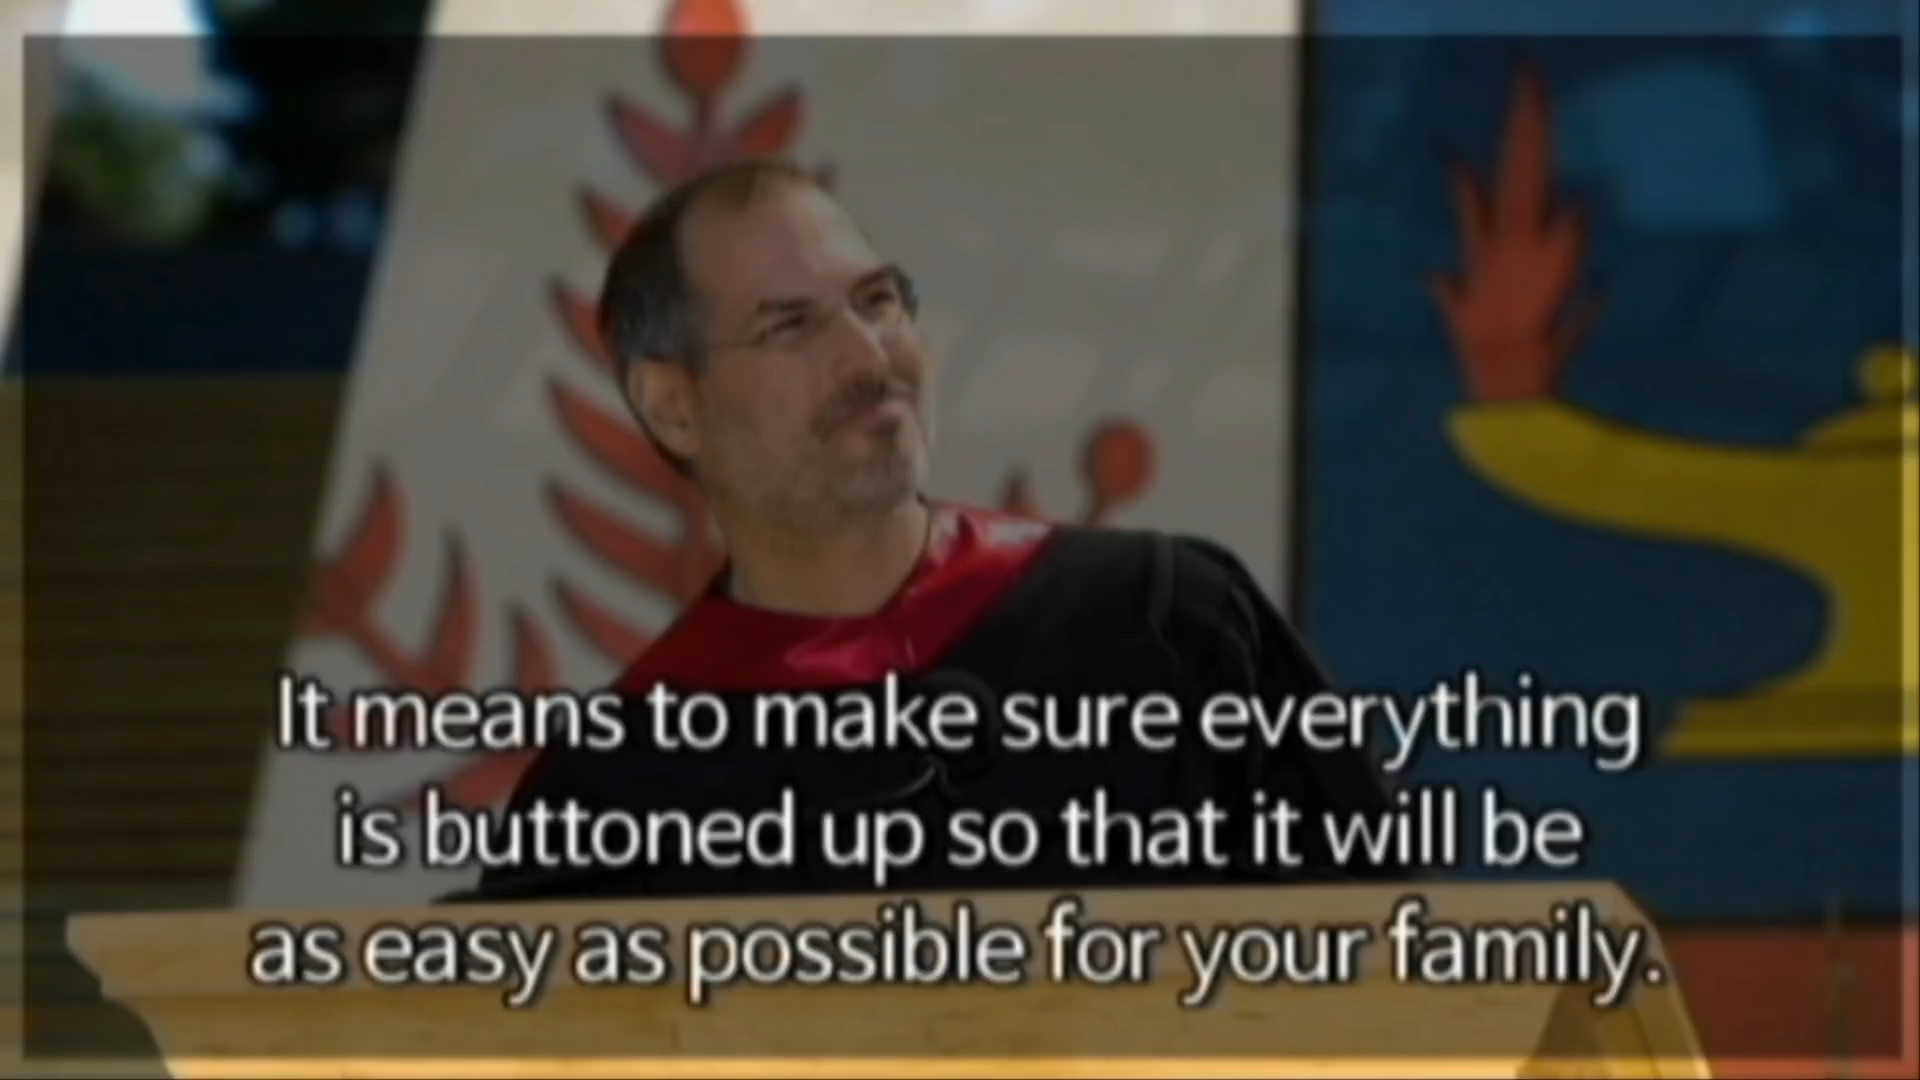 It means to make sure everything
is buttoned up so that it will be
as easy as possible for your family.